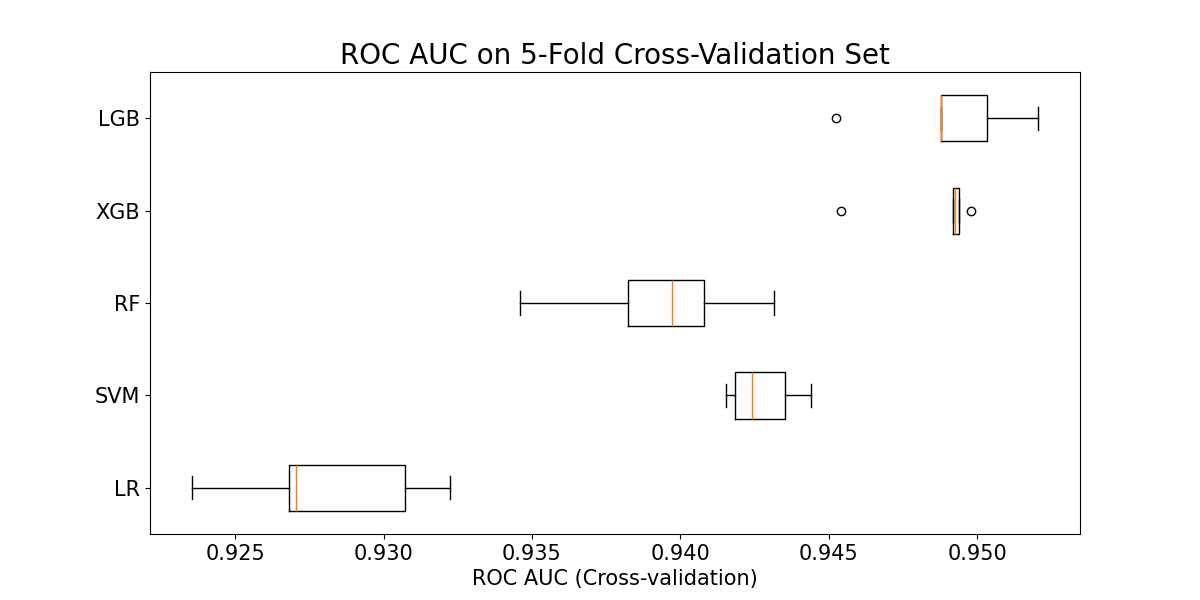 ROC AUC on 5-Fold Cross-Validation Set
LGB
XGB
RF
SVM
LR
0.925 0.930 0.935 0.940 0.945 0.950
ROC AUC (Cross-validation)